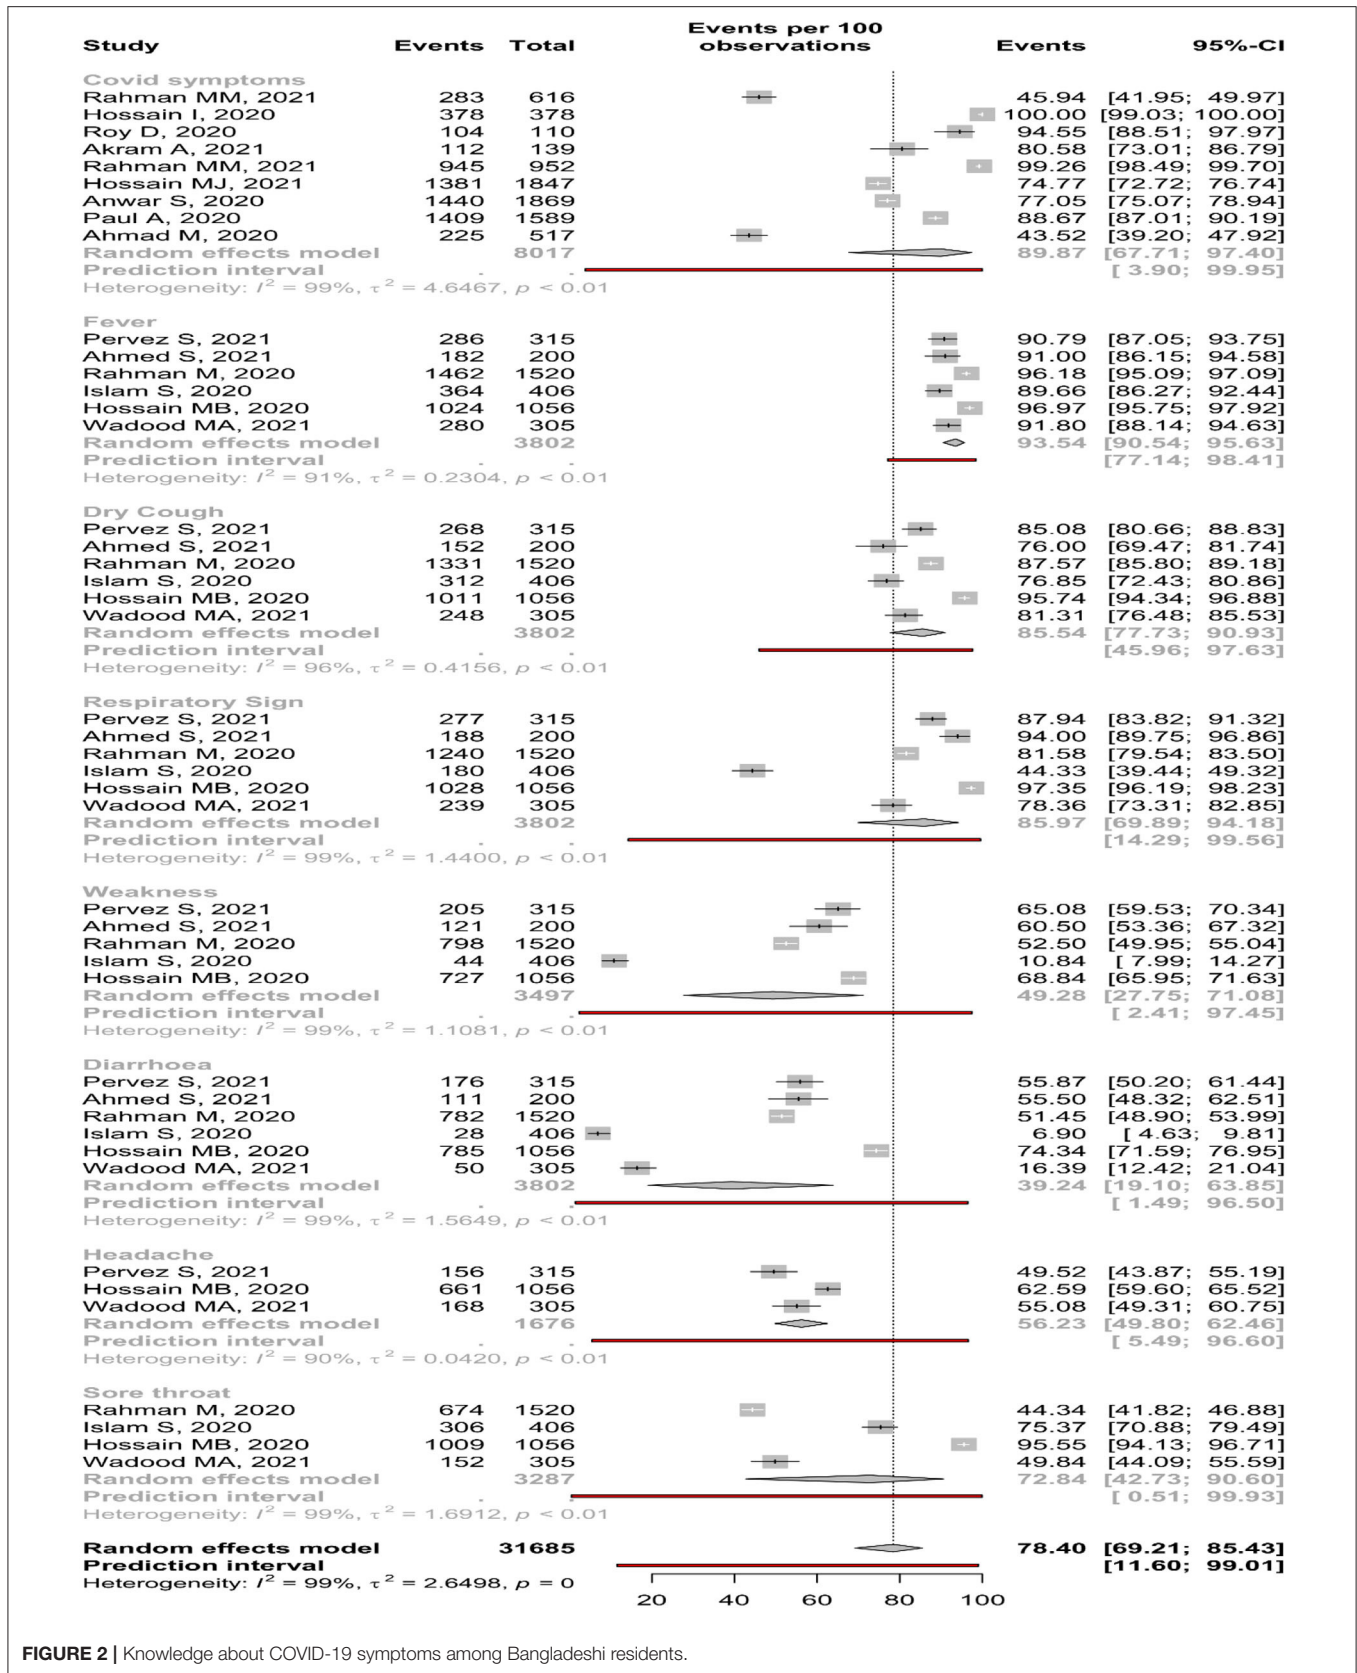 Study Events Total Events per 100 observations Events 95%-CI
Covid symptoms
Rahman MM, 2021 283 616 45.94 [41.95; 49.97]
Hossain I, 2020 378 378 100.00 [99.03; 100.00]
Roy D, 2020 104 110 94.55 [88.51; 97.97]
Akram A, 2021 112 139 80.58 [73.01; 86.79]
Rahman MM, 2021 945 952 99.26 [98.49; 99.70]
Hossain MJ, 2021 1381 1847 74.77 [72.72; 76.74]
Anwar S, 2020 1440 1869 77.05 [75.07; 78.94]
Paul A, 2020 1409 1589 88.67 [87.01; 90.19]
Ahmad M, 2020 225 517 43.52 [39.20; 47.92]
Random effects model 8017 89.87 [67.71; 97.40]
Prediction interval . . [ 3.90; 99.95]
Heterogeneity: I² = 99%, τ² = 4.6467, p < 0.01
Fever
Pervez S, 2021 286 315 90.79 [87.05; 93.75]
Ahmed S, 2021 182 200 91.00 [86.15; 94.58]
Rahman M, 2020 1462 1520 96.18 [95.09; 97.09]
Islam S, 2020 364 406 89.66 [86.27; 92.44]
Hossain MB, 2020 1024 1056 96.97 [95.75; 97.92]
Wadood MA, 2021 280 305 91.80 [88.14; 94.63]
Random effects model 3802 93.54 [90.54; 95.63]
Prediction interval . . [77.14; 98.41]
Heterogeneity: I² = 91%, τ² = 0.2304, p < 0.01
Dry Cough
Pervez S, 2021 268 315 85.08 [80.66; 88.83]
Ahmed S, 2021 152 200 76.00 [69.47; 81.74]
Rahman M, 2020 1331 1520 87.57 [85.80; 89.18]
Islam S, 2020 312 406 76.85 [72.43; 80.86]
Hossain MB, 2020 1011 1056 95.74 [94.34; 96.88]
Wadood MA, 2021 248 305 81.31 [76.48; 85.53]
Random effects model 3802 85.54 [77.73; 90.93]
Prediction interval . . [45.96; 97.63]
Heterogeneity: I² = 96%, τ² = 0.4156, p < 0.01
Respiratory Sign
Pervez S, 2021 277 315 87.94 [83.82; 91.32]
Ahmed S, 2021 188 200 94.00 [89.75; 96.86]
Rahman M, 2020 1240 1520 81.58 [79.54; 83.50]
Islam S, 2020 180 406 44.33 [39.44; 49.32]
Hossain MB, 2020 1028 1056 97.35 [96.19; 98.23]
Wadood MA, 2021 239 305 78.36 [73.31; 82.85]
Random effects model 3802 85.97 [69.89; 94.18]
Prediction interval . . [14.29; 99.56]
Heterogeneity: I² = 99%, τ² = 1.4400, p < 0.01
Weakness
Pervez S, 2021 205 315 65.08 [59.53; 70.34]
Ahmed S, 2021 121 200 60.50 [53.36; 67.32]
Rahman M, 2020 798 1520 52.50 [49.95; 55.04]
Islam S, 2020 44 406 10.84 [ 7.99; 14.27]
Hossain MB, 2020 727 1056 68.84 [65.95; 71.63]
Random effects model 3497 49.28 [27.75; 71.08]
Prediction interval . . [ 2.41; 97.45]
Heterogeneity: I² = 99%, τ² = 1.1081, p < 0.01
Diarrhoea
Pervez S, 2021 176 315 55.87 [50.20; 61.44]
Ahmed S, 2021 111 200 55.50 [48.32; 62.51]
Rahman M, 2020 782 1520 51.45 [48.90; 53.99]
Islam S, 2020 28 406 6.90 [ 4.63; 9.81]
Hossain MB, 2020 785 1056 74.34 [71.59; 76.95]
Wadood MA, 2021 50 305 16.39 [12.42; 21.04]
Random effects model 3802 39.24 [19.10; 63.85]
Prediction interval . . [ 1.49; 96.50]
Heterogeneity: I² = 99%, τ² = 1.5649, p < 0.01
Headache
Pervez S, 2021 156 315 49.52 [43.87; 55.19]
Hossain MB, 2020 661 1056 62.59 [59.60; 65.52]
Wadood MA, 2021 168 305 55.08 [49.31; 60.75]
Random effects model 1676 56.23 [49.80; 62.46]
Prediction interval . . [ 5.49; 96.60]
Heterogeneity: I² = 90%, τ² = 0.0420, p < 0.01
Sore throat
Rahman M, 2020 674 1520 44.34 [41.82; 46.88]
Islam S, 2020 306 406 75.37 [70.88; 79.49]
Hossain MB, 2020 1009 1056 95.55 [94.13; 96.71]
Wadood MA, 2021 152 305 49.84 [44.09; 55.59]
Random effects model 3287 72.84 [42.73; 90.60]
Prediction interval . . [ 0.51; 99.93]
Heterogeneity: I² = 99%, τ² = 1.6912, p < 0.01
Random effects model 31685 78.40 [69.21; 85.43]
Prediction interval [11.60; 99.01]
Heterogeneity: I² = 99%, τ² = 2.6498, p = 0
20 40 60 80 100
FIGURE 2 | Knowledge about COVID-19 symptoms among Bangladeshi residents.